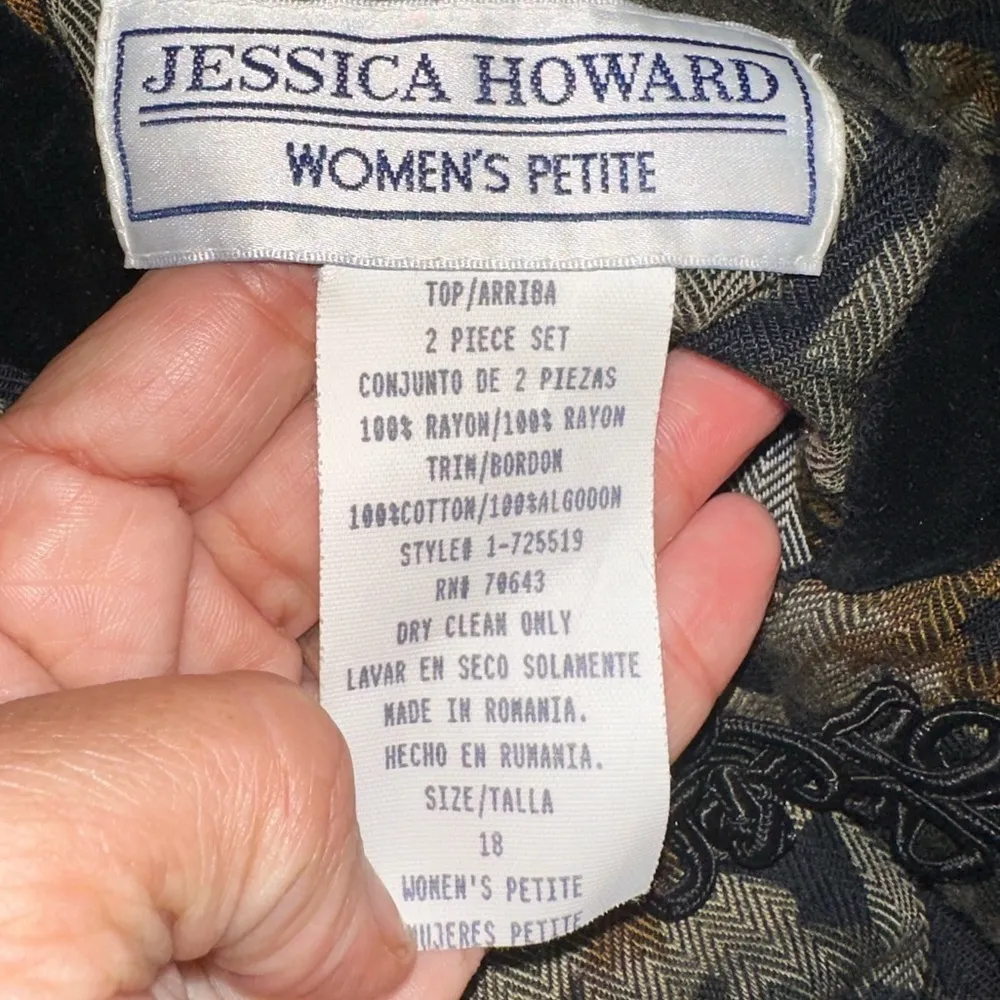 JESSICA HOWARD
WOMEN'S PETITE
TOP/ARRIBA
2 PIECE SET
CONJUNTO DE 2 PIEZAS
100% RAYON/100% RAYON
TRIM/BORDON
100%COTTON/100%ALGODON
STYLE# 1-725519
RN# 70643
DRY CLEAN ONLY
LAVAR EN SECO SOLAMENTE
MADE IN ROMANIA.
HECHO EN RUMANIA.
SIZE/TALLA
18
WOMEN'S PETITE
MUJERES PETITE